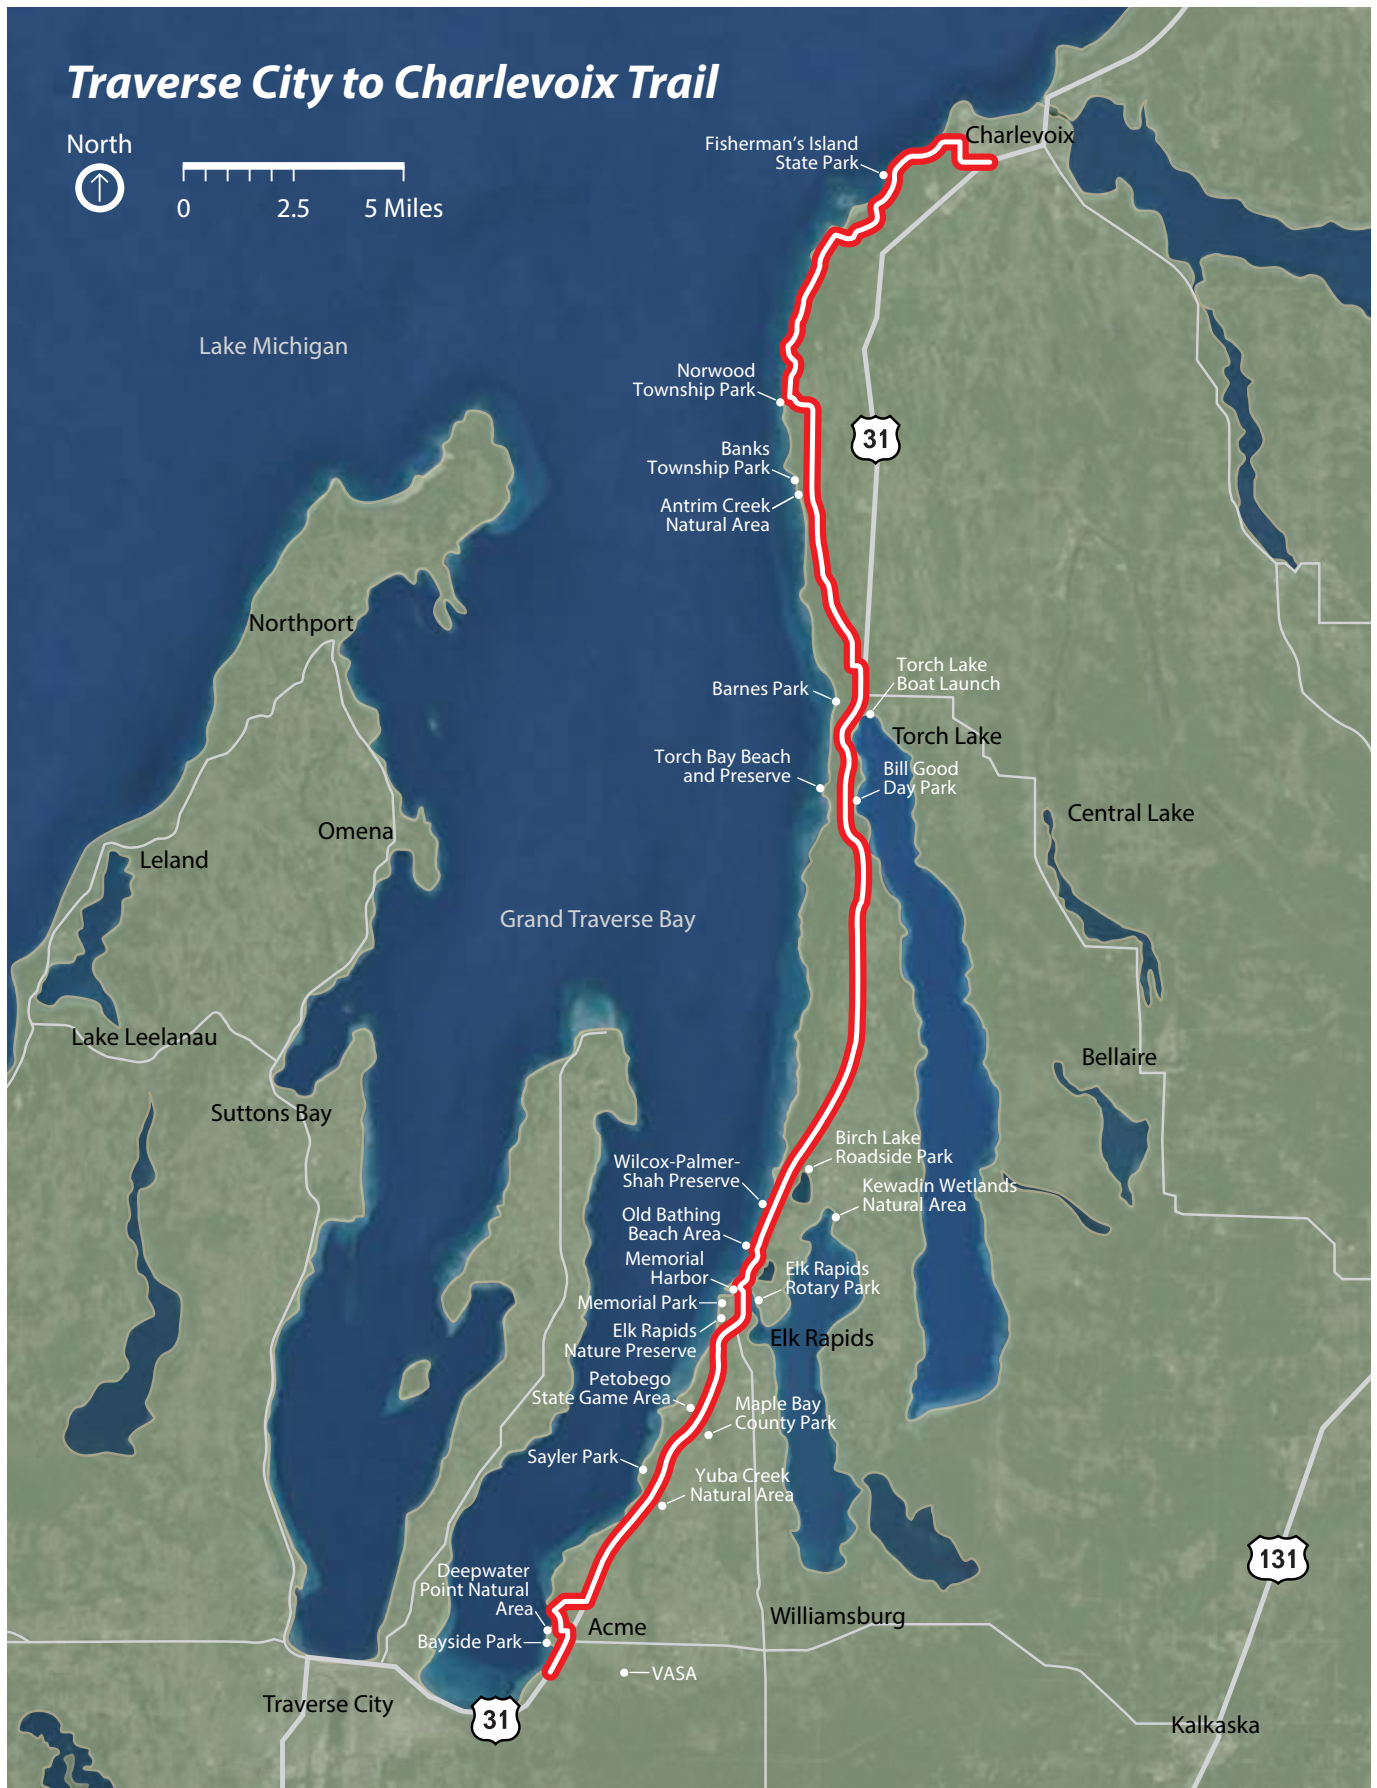 Traverse City to Charlevoix Trail
North
0 2.5 5 Miles
Charlevoix
Fisherman's Island
State Park
Lake Michigan
Norwood
Township Park
31
Banks
Township Park
Antrim Creek
Natural Area
Northport
Torch Lake
Boat Launch
Barnes Park
Torch Lake
Torch Bay Beach
and Preserve
Bill Good
Day Park
Central Lake
Omena
Leland
Grand Traverse Bay
Lake Leelanau
Bellaire
Suttons Bay
Birch Lake
Roadside Park
Wilcox-Palmer-
Shah Preserve
Kewadin Wetlands
Natural Area
Old Bathing
Beach Area
Memorial
Harbor
Elk Rapids
Rotary Park
Memorial Park
Elk Rapids
Nature Preserve
Elk Rapids
Petobego
State Game Area
Maple Bay
County Park
Sayler Park
Yuba Creek
Natural Area
131
Deepwater
Point Natural
Area
Williamsburg
Acme
Bayside Park
VASA
Traverse City
31
Kalkaska